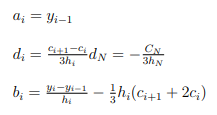 a_i = y_{i−1}
d_i = \frac{c_{i+1}−c_i}{3h_i} d_N = −\frac{C_N}{3h_N}
b_i = \frac{y_i−y_{i−1}}{h_i} − \frac{1}{3}h_i(c_{i+1} + 2c_i)